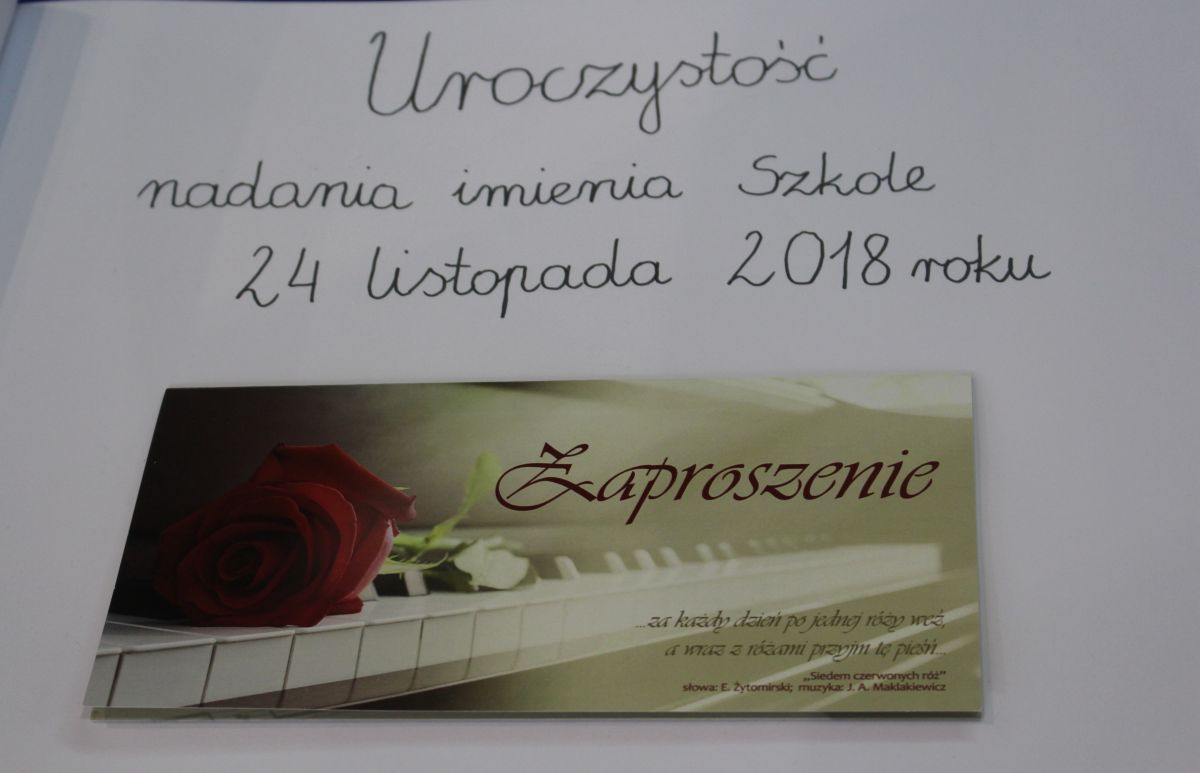 Uroczystość
nadania imienia Szkole
24 listopada 2018 roku
Zaproszenie
...za każdy dzień po jednej róży weź,
a wraz z różami przyjm tę pieśń...
„Siedem czerwonych róż"
słowa: E. Żytomirski; muzyka: J. A. Maklakiewicz